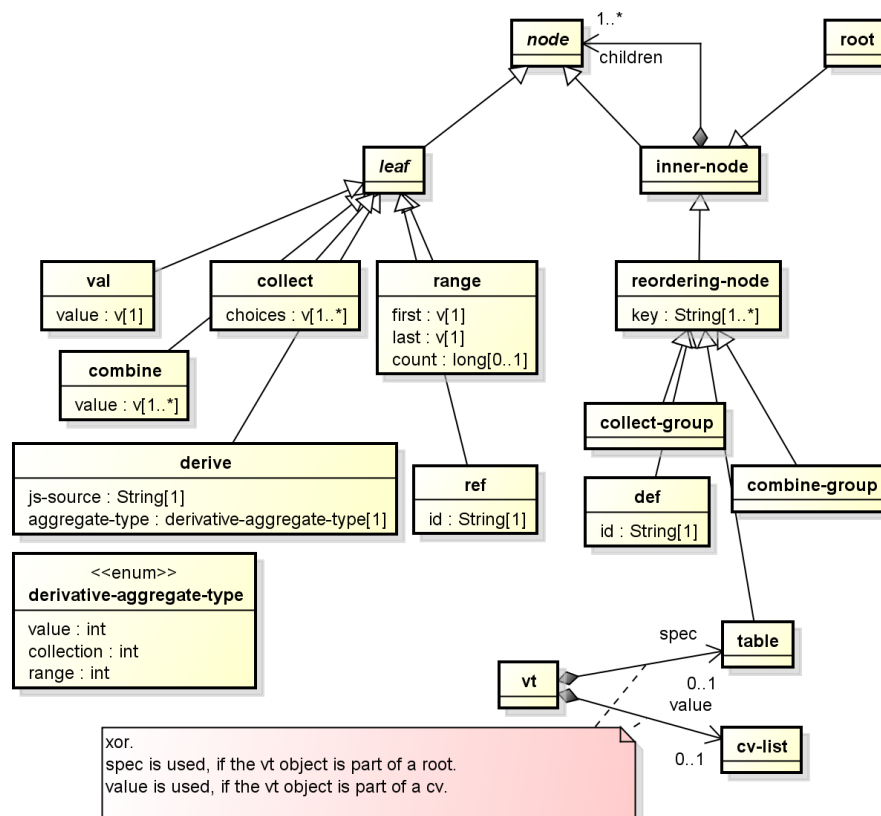 1..*
node
root
children
leaf
inner-node
val
value : v[1]
collect
choices : v[1..*]
range
first : v[1]
last : v[1]
count : long[0..1]
reordering-node
key : String[1..*]
combine
value : v[1..*]
collect-group
derive
js-source : String[1]
aggregate-type : derivative-aggregate-type[1]
ref
id : String[1]
def
id : String[1]
combine-group
<<enum>>
derivative-aggregate-type
value : int
collection : int
range : int
spec
table
0..1
vt
value
cv-list
0..1
xor.
spec is used, if the vt object is part of a root.
value is used, if the vt object is part of a cv.